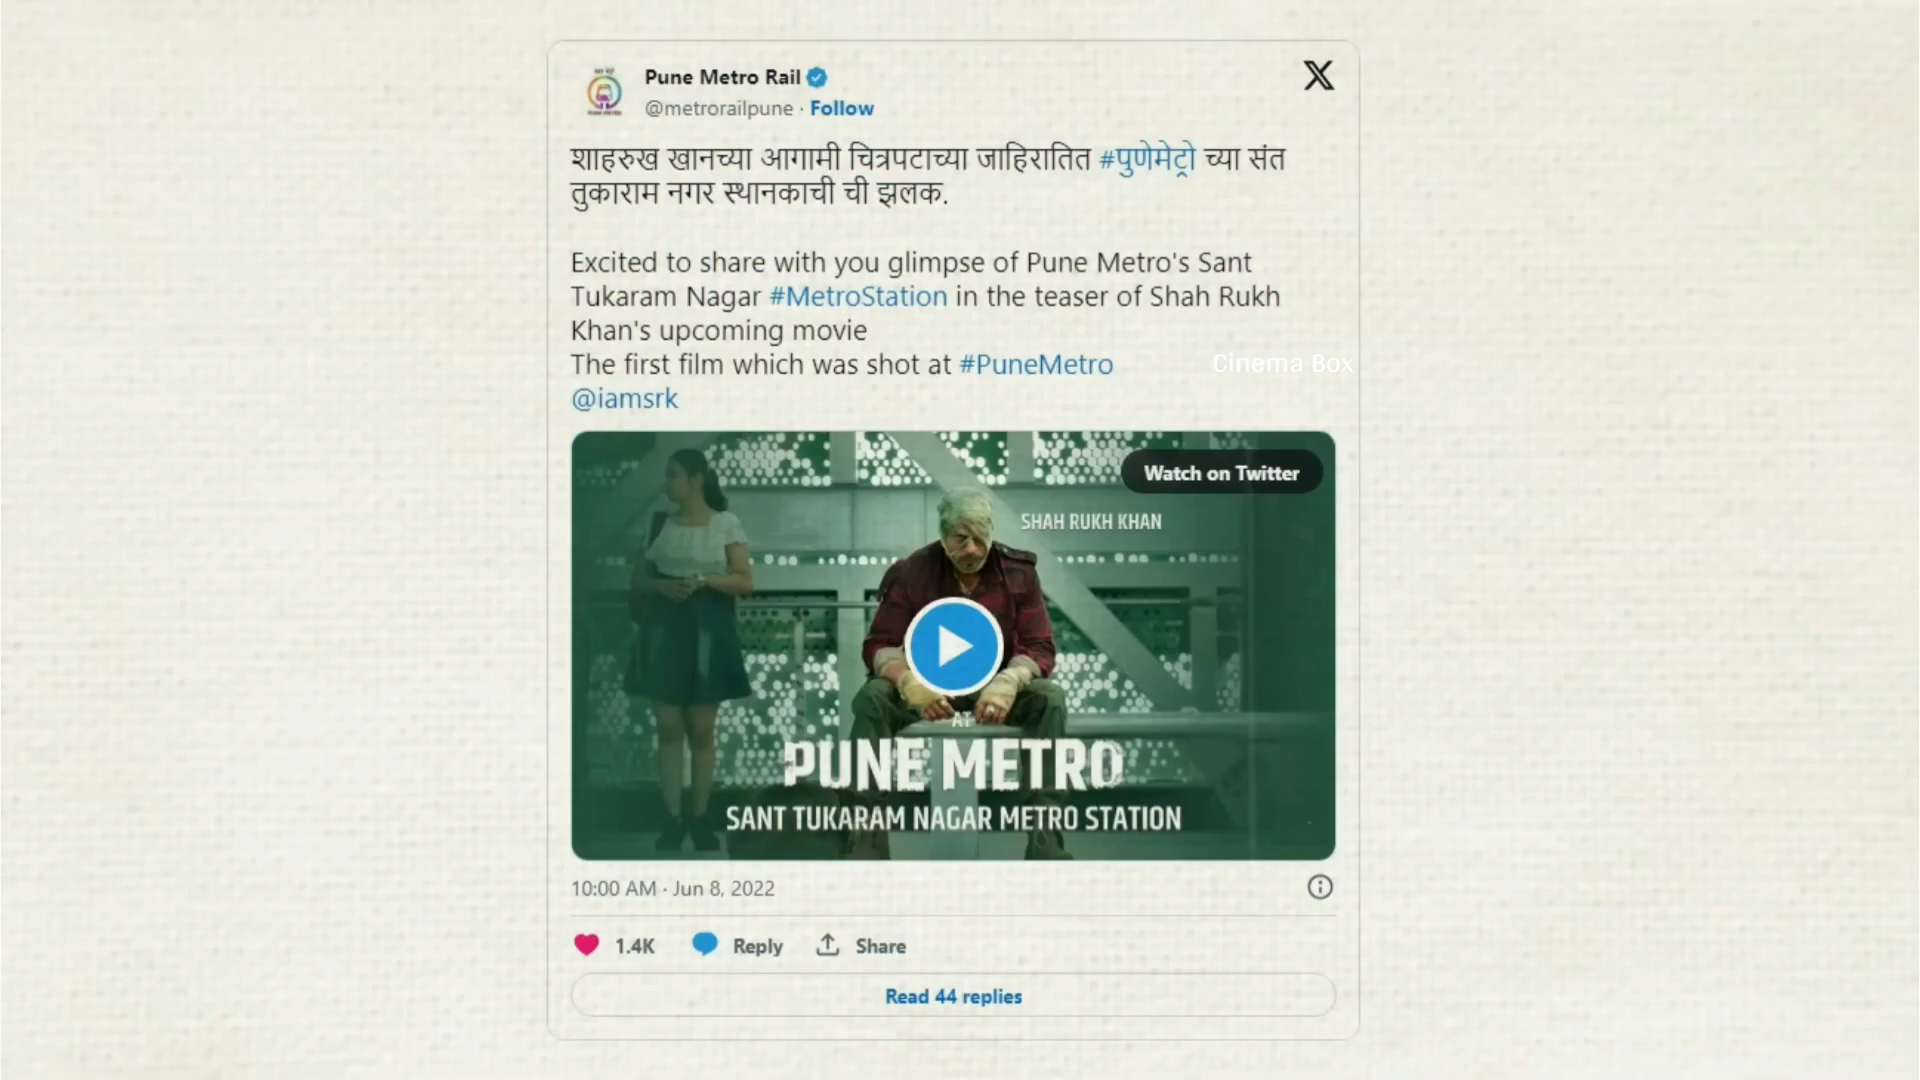 Pune Metro Rail
@metrorailpune · Follow
शाहरुख खानच्या आगामी चित्रपटाच्या जाहिरातित #पुणेमेट्रो च्या संत
तुकाराम नगर स्थानकाची ची झलक.
Excited to share with you glimpse of Pune Metro's Sant
Tukaram Nagar #MetroStation in the teaser of Shah Rukh
Khan's upcoming movie
The first film which was shot at #PuneMetro
Cinema Box
@iamsrk
Watch on Twitter
SHAH RUKH KHAN
AT
PUNE METRO
SANT TUKARAM NAGAR METRO STATION
10:00 AM · Jun 8, 2022
1.4K Reply Share
Read 44 replies